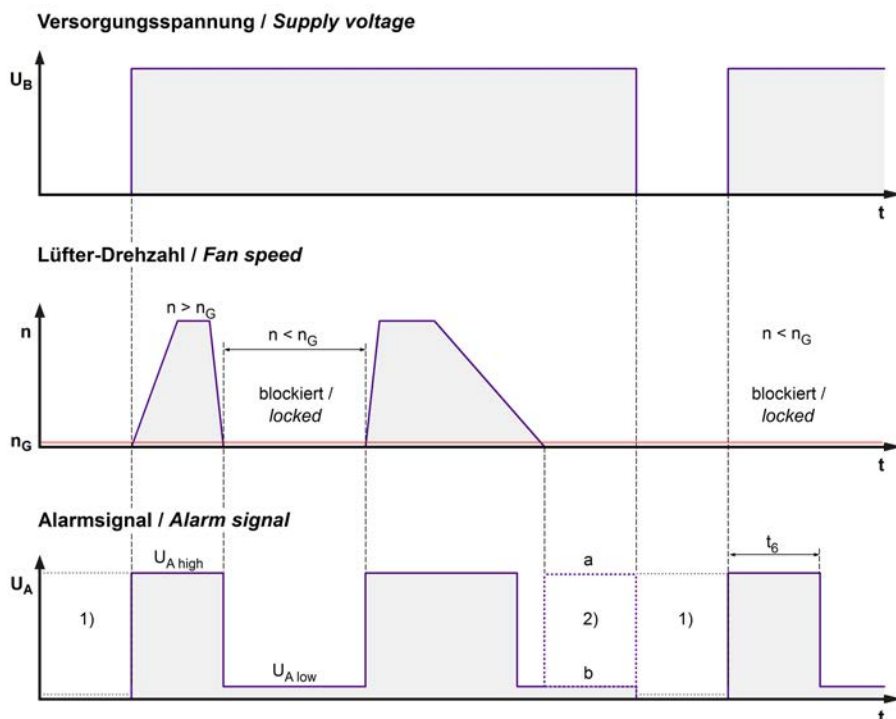 Versorgungsspannung / Supply voltage
U_B
t
Lüfter-Drehzahl / Fan speed
n > n_G
n
n < n_G
n < n_G
blockiert /
locked
blockiert /
locked
n_G
t
Alarmsignal / Alarm signal
U_A high
a
t_6
U_A
1)
2)
1)
U_A low
b
t